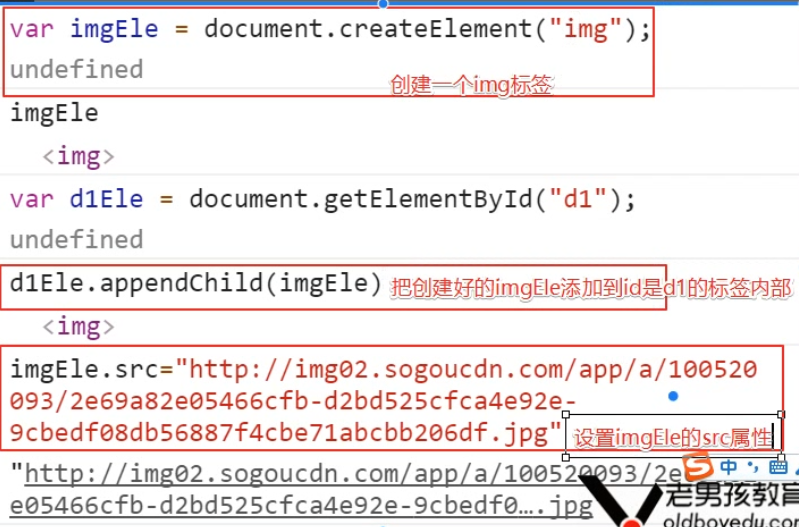 var imgEle = document.createElement("img");
undefined
创建一个img标签
imgEle
<img>
var d1Ele = document.getElementById("d1");
undefined
d1Ele.appendChild(imgEle) 把创建好的imgEle添加到id是d1的标签内部
<img>
imgEle.src="http://img02.sogoucdn.com/app/a/100520
093/2e69a82e05466cfb-d2bd525cfca4e92e-
9cbedf08db56887f4cbe71abcbb206df.jpg"
设置imgEle的src属性
"http://img02.sogoucdn.com/app/a/100520093/2e
中
e05466cfb-d2bd525cfca4e92e-9cbedf0….jpg
老男孩教育
oldboyedu.com